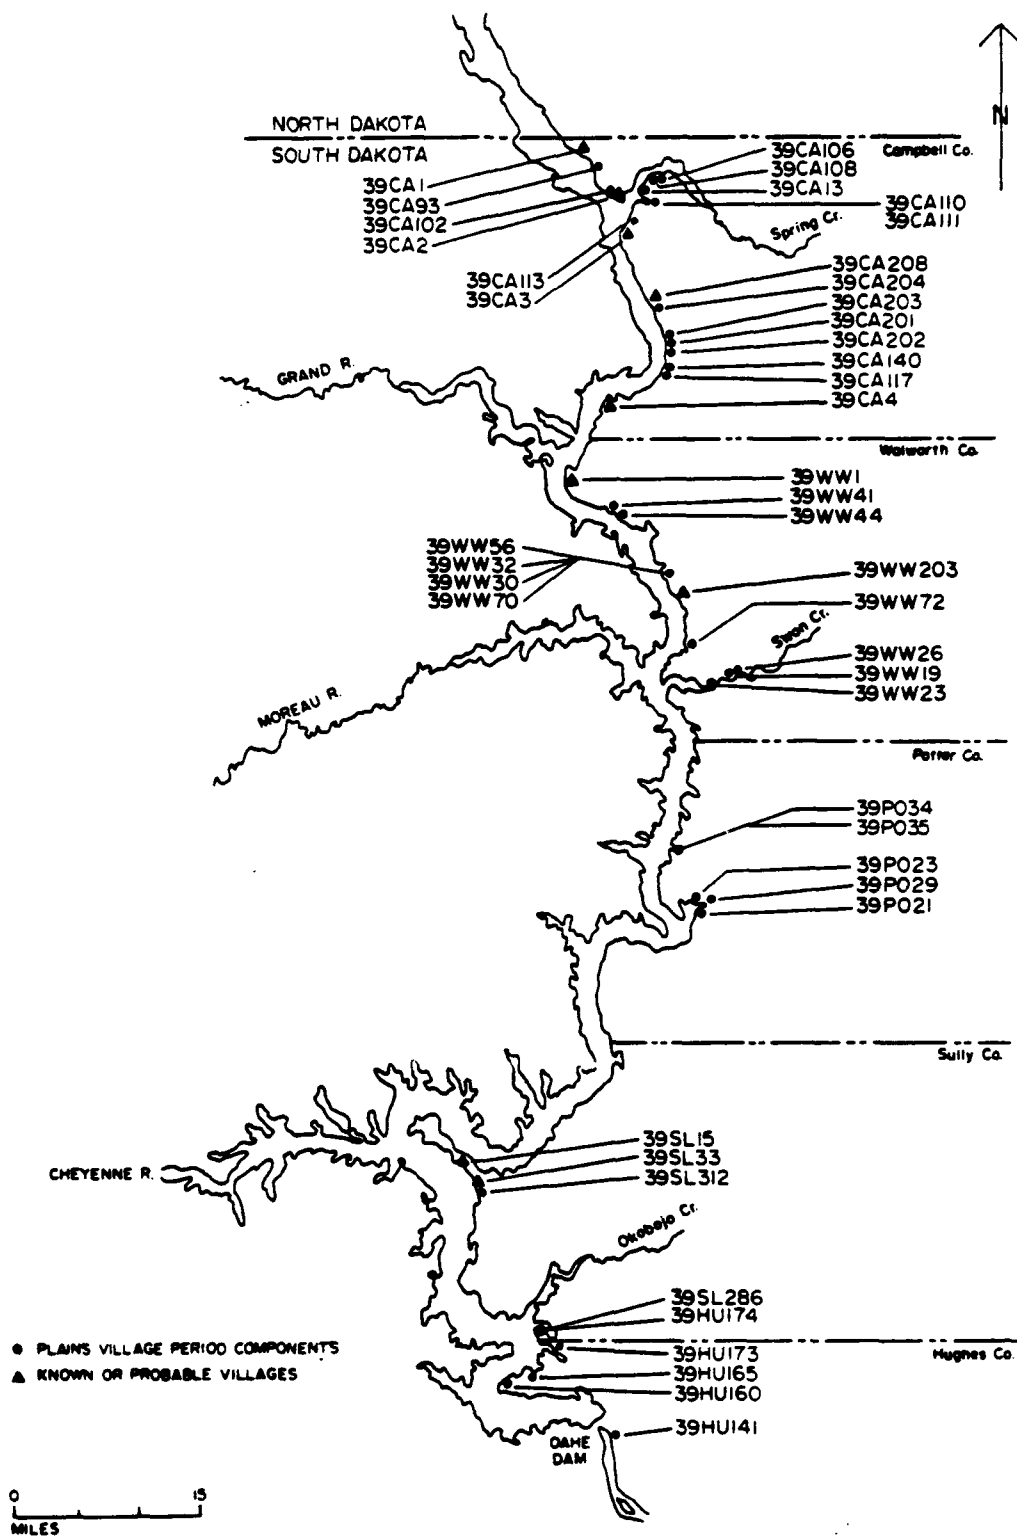 NORTH DAKOTA
SOUTH DAKOTA
N
Campbell Co.
39CA1
39CA93
39CA102
39CA2
39CA106
39CA108
39CA13
39CA110
39CA111
Spring Cr.
39CA113
39CA3
39CA208
39CA204
39CA203
39CA201
39CA202
39CA140
39CA117
39CA4
GRAND R.
Walworth Co.
39WW1
39WW41
39WW44
39WW56
39WW32
39WW30
39WW70
39WW203
39WW72
Swan Cr.
39WW26
39WW19
39WW23
MOREAU R.
Potter Co.
39PO34
39PO35
39PO23
39PO29
39PO21
Sully Co.
39SL15
39SL33
39SL312
CHEYENNE R.
Okobojo Cr.
39SL286
39HU174
39HU173
39HU165
39HU160
39HU141
Hughes Co.
PLAINS VILLAGE PERIOD COMPONENTS
KNOWN OR PROBABLE VILLAGES
OAHE
DAM
0 15
MILES